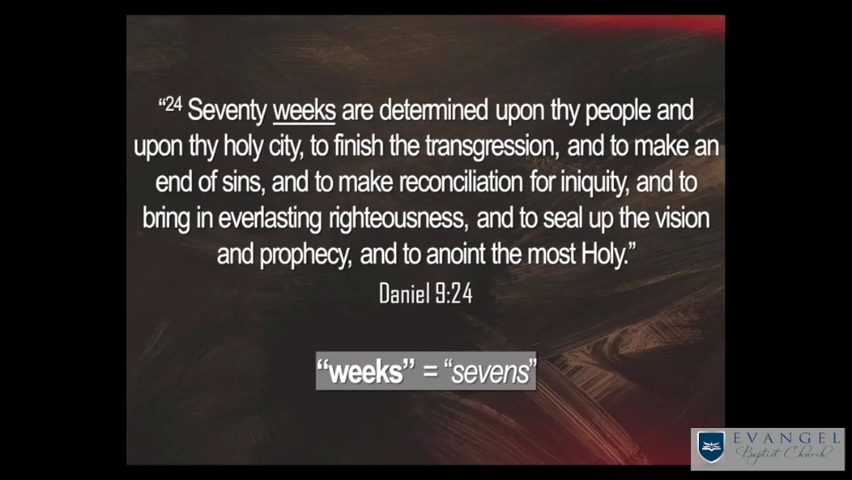 “24 Seventy weeks are determined upon thy people and
upon thy holy city, to finish the transgression, and to make an
end of sins, and to make reconciliation for iniquity, and to
bring in everlasting righteousness, and to seal up the vision
and prophecy, and to anoint the most Holy.”
Daniel 9:24
“weeks” = “sevens”
EVANGEL
Baptist Church